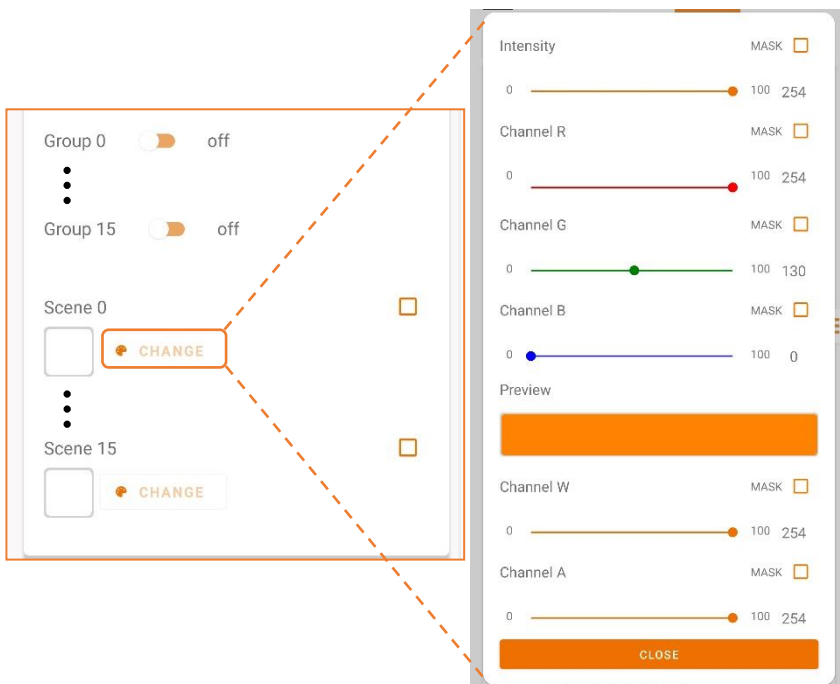 Group 0 off
Group 15 off
Scene 0
CHANGE
Scene 15
CHANGE
Intensity MASK
0 100 254
Channel R MASK
0 100 254
Channel G MASK
0 100 130
Channel B MASK
0 100 0
Preview
Channel W MASK
0 100 254
Channel A MASK
0 100 254
CLOSE